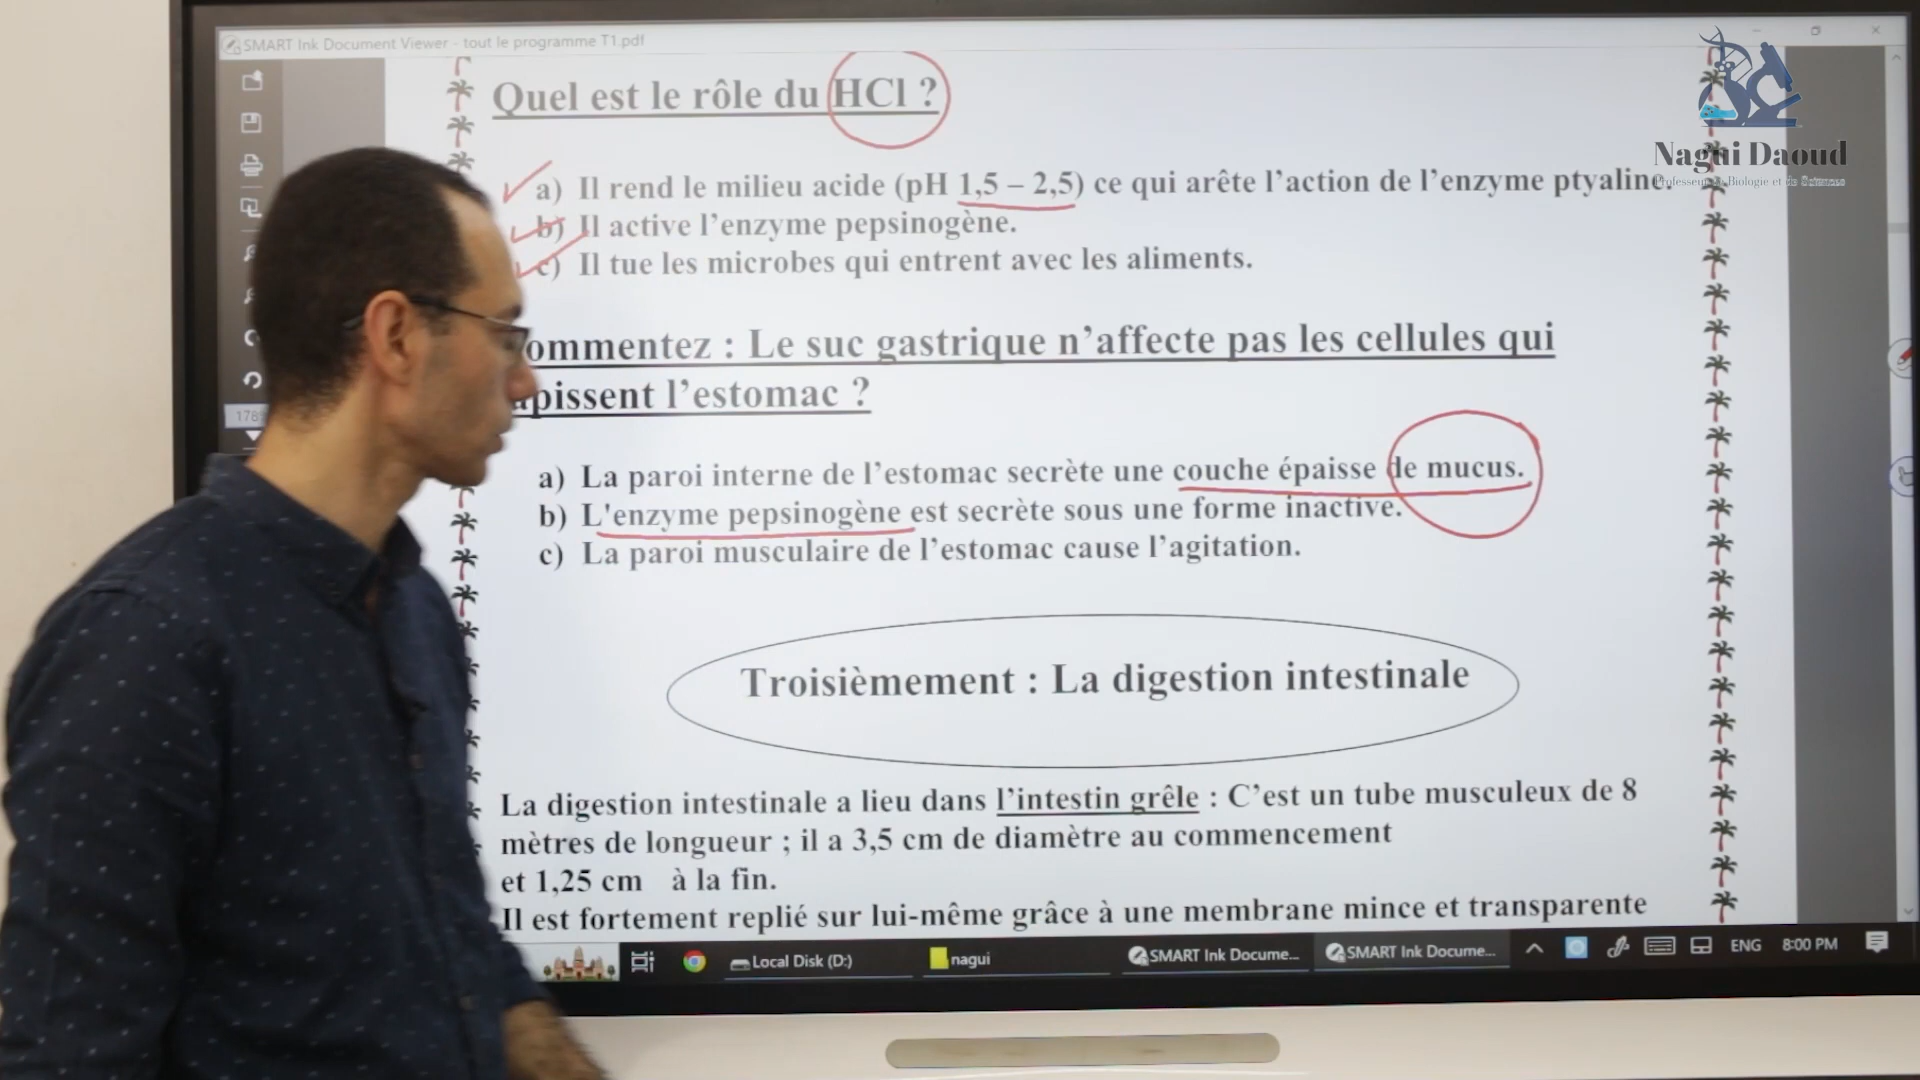 SMART Ink Document Viewer - tout le programme T1.pdf
Nagui Daoud
Professeur de Biologie et de Sciences
Quel est le rôle du HCl ?
a) Il rend le milieu acide (pH 1,5 – 2,5) ce qui arête l’action de l’enzyme ptyaline
b) Il active l’enzyme pepsinogène.
c) Il tue les microbes qui entrent avec les aliments.
ommentez : Le suc gastrique n’affecte pas les cellules qui
apissent l’estomac ?
a) La paroi interne de l’estomac secrète une couche épaisse de mucus.
b) L'enzyme pepsinogène est secrète sous une forme inactive.
c) La paroi musculaire de l’estomac cause l’agitation.
Troisièmement : La digestion intestinale
La digestion intestinale a lieu dans l’intestin grêle : C’est un tube musculeux de 8
mètres de longueur ; il a 3,5 cm de diamètre au commencement
et 1,25 cm à la fin.
Il est fortement replié sur lui-même grâce à une membrane mince et transparente
Local Disk (D:) nagui SMART Ink Docume... SMART Ink Docume... ENG 8:00 PM